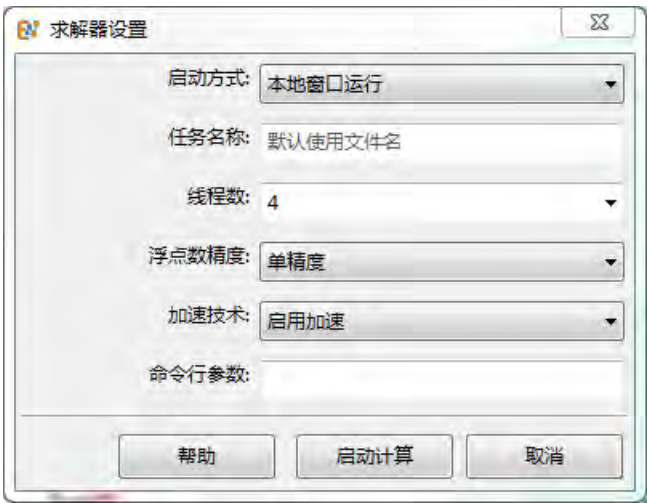 求解器设置
启动方式: 本地窗口运行
任务名称: 默认使用文件名
线程数: 4
浮点数精度: 单精度
加速技术: 启用加速
命令行参数:
帮助 启动计算 取消